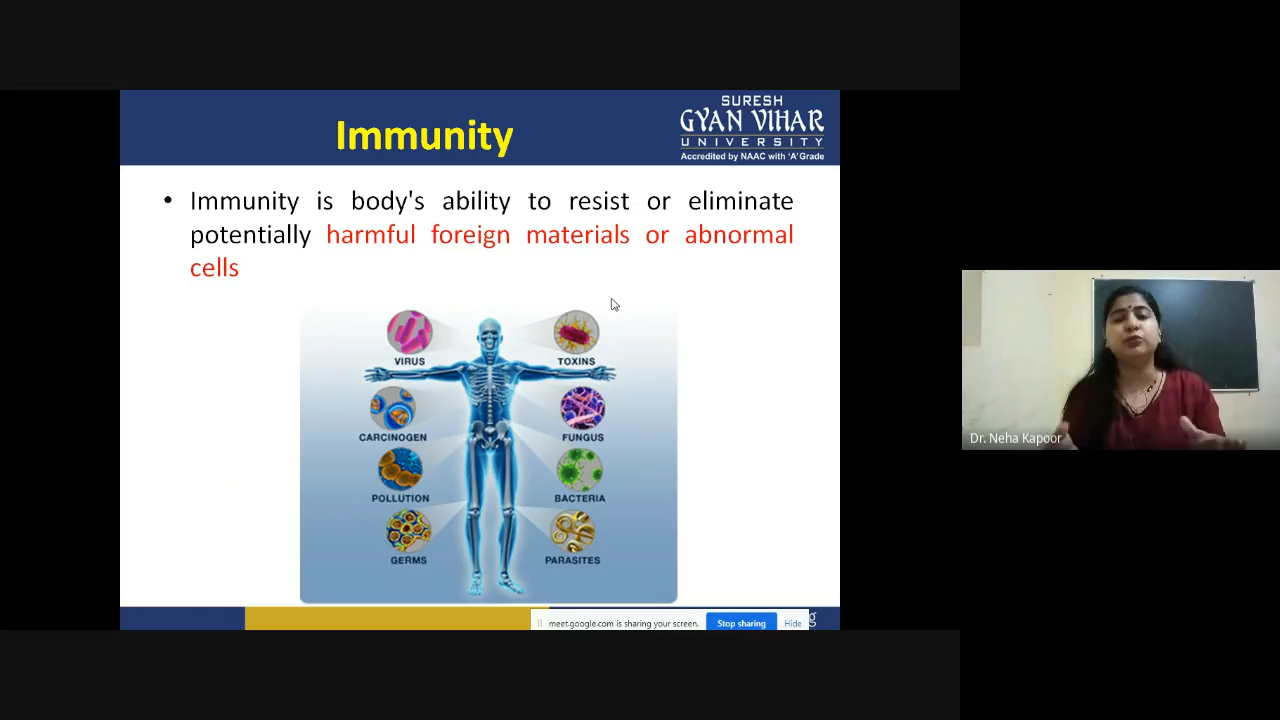 Immunity
SURESH
GYAN VIHAR
UNIVERSITY
Accredited by NAAC with 'A' Grade
• Immunity is body's ability to resist or eliminate
potentially harmful foreign materials or abnormal
cells
VIRUS
TOXINS
CARCINOGEN
FUNGUS
POLLUTION
BACTERIA
GERMS
PARASITES
meet.google.com is sharing your screen.
Stop sharing
Hide
Dr. Neha Kapoor